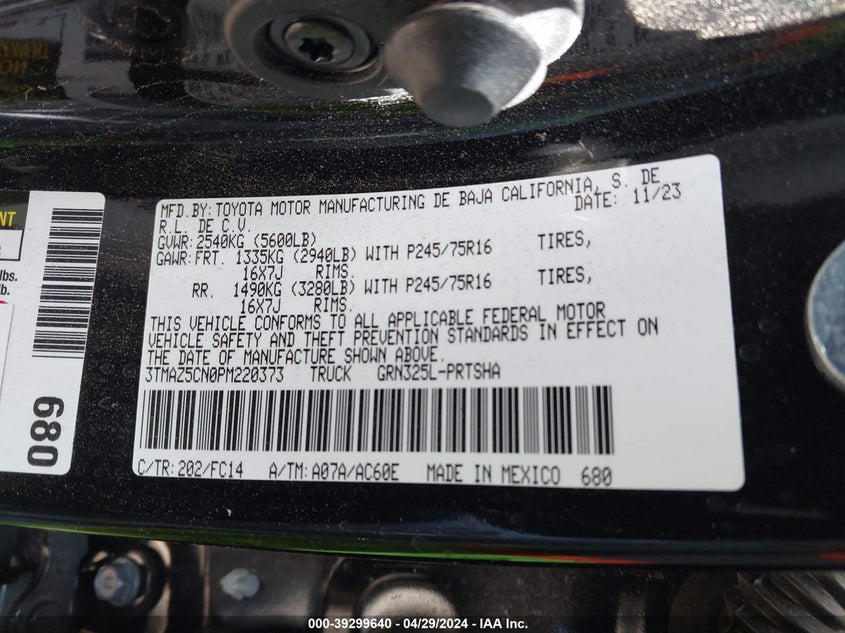 MFD.BY: TOYOTA MOTOR MANUFACTURING DE BAJA CALIFORNIA, S. DE
R.L. DE C.V. DATE: 11/23
GVWR: 2540KG (5600LB)
GAWR: FRT. 1335KG (2940LB) WITH P245/75R16 TIRES,
16X7J RIMS.
RR. 1490KG (3280LB) WITH P245/75R16 TIRES,
16X7J RIMS.
THIS VEHICLE CONFORMS TO ALL APPLICABLE FEDERAL MOTOR
VEHICLE SAFETY AND THEFT PREVENTION STANDARDS IN EFFECT ON
THE DATE OF MANUFACTURE SHOWN ABOVE.
3TMAZ5CN0PM220373 TRUCK GRN325L-PRTSHA
C/TR: 202/FC14 A/TM: A07A/AC60E MADE IN MEXICO 680
lbs.
lb.
680
000-39299640 - 04/29/2024 - IAA Inc.